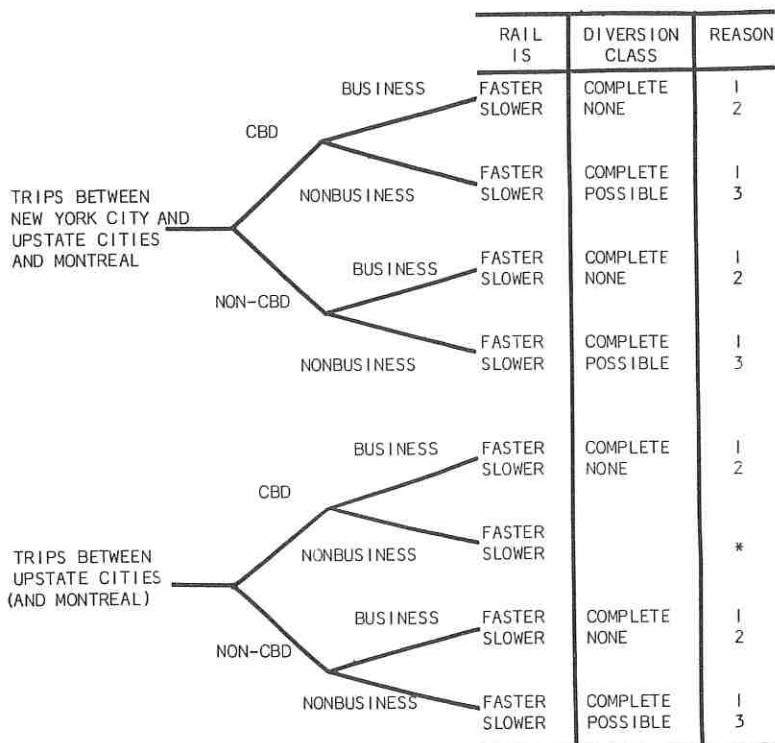 RAIL IS
DIVERSION CLASS
REASON
TRIPS BETWEEN
NEW YORK CITY AND
UPSTATE CITIES
AND MONTREAL
CBD
BUSINESS
FASTER COMPLETE 1
SLOWER NONE 2
NONBUSINESS
FASTER COMPLETE 1
SLOWER POSSIBLE 3
NON-CBD
BUSINESS
FASTER COMPLETE 1
SLOWER NONE 2
NONBUSINESS
FASTER COMPLETE 1
SLOWER POSSIBLE 3
TRIPS BETWEEN
UPSTATE CITIES
(AND MONTREAL)
CBD
BUSINESS
FASTER COMPLETE 1
SLOWER NONE 2
NONBUSINESS
FASTER
SLOWER
*
NON-CBD
BUSINESS
FASTER COMPLETE 1
SLOWER NONE 2
NONBUSINESS
FASTER COMPLETE 1
SLOWER POSSIBLE 3